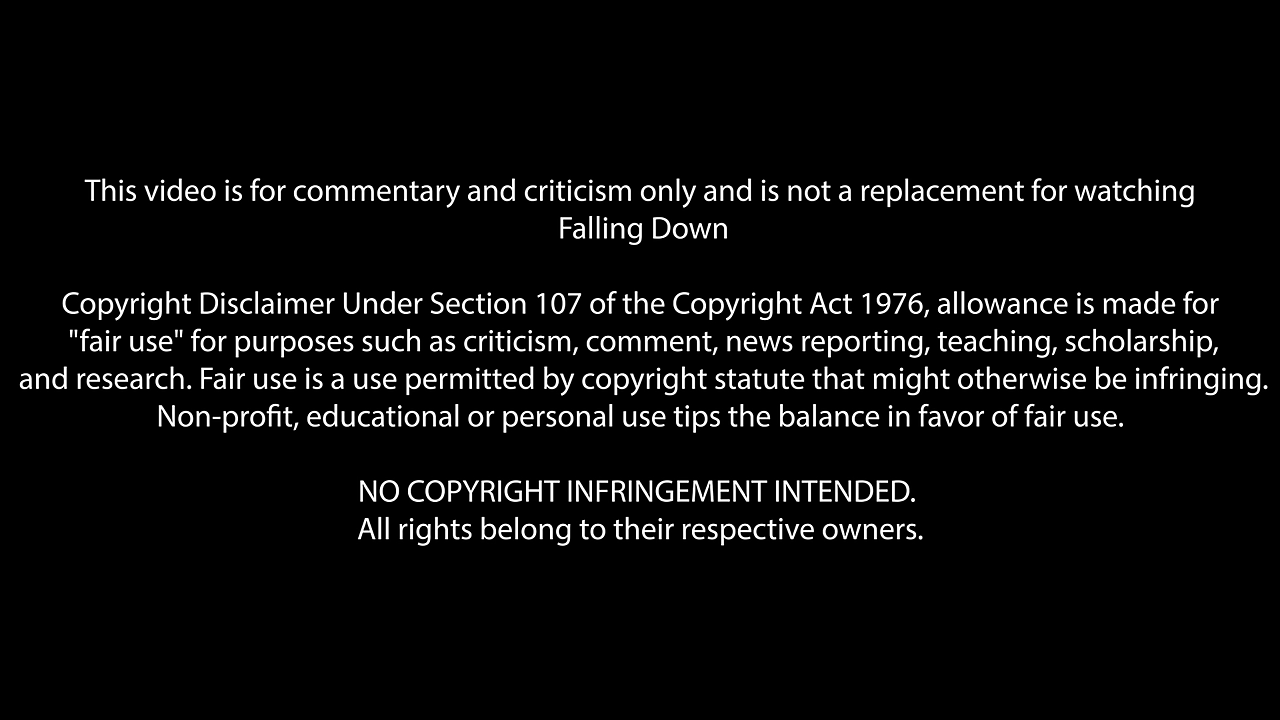 This video is for commentary and criticism only and is not a replacement for watching
Falling Down
Copyright Disclaimer Under Section 107 of the Copyright Act 1976, allowance is made for
"fair use" for purposes such as criticism, comment, news reporting, teaching, scholarship,
and research. Fair use is a use permitted by copyright statute that might otherwise be infringing.
Non-profit, educational or personal use tips the balance in favor of fair use.
NO COPYRIGHT INFRINGEMENT INTENDED.
All rights belong to their respective owners.